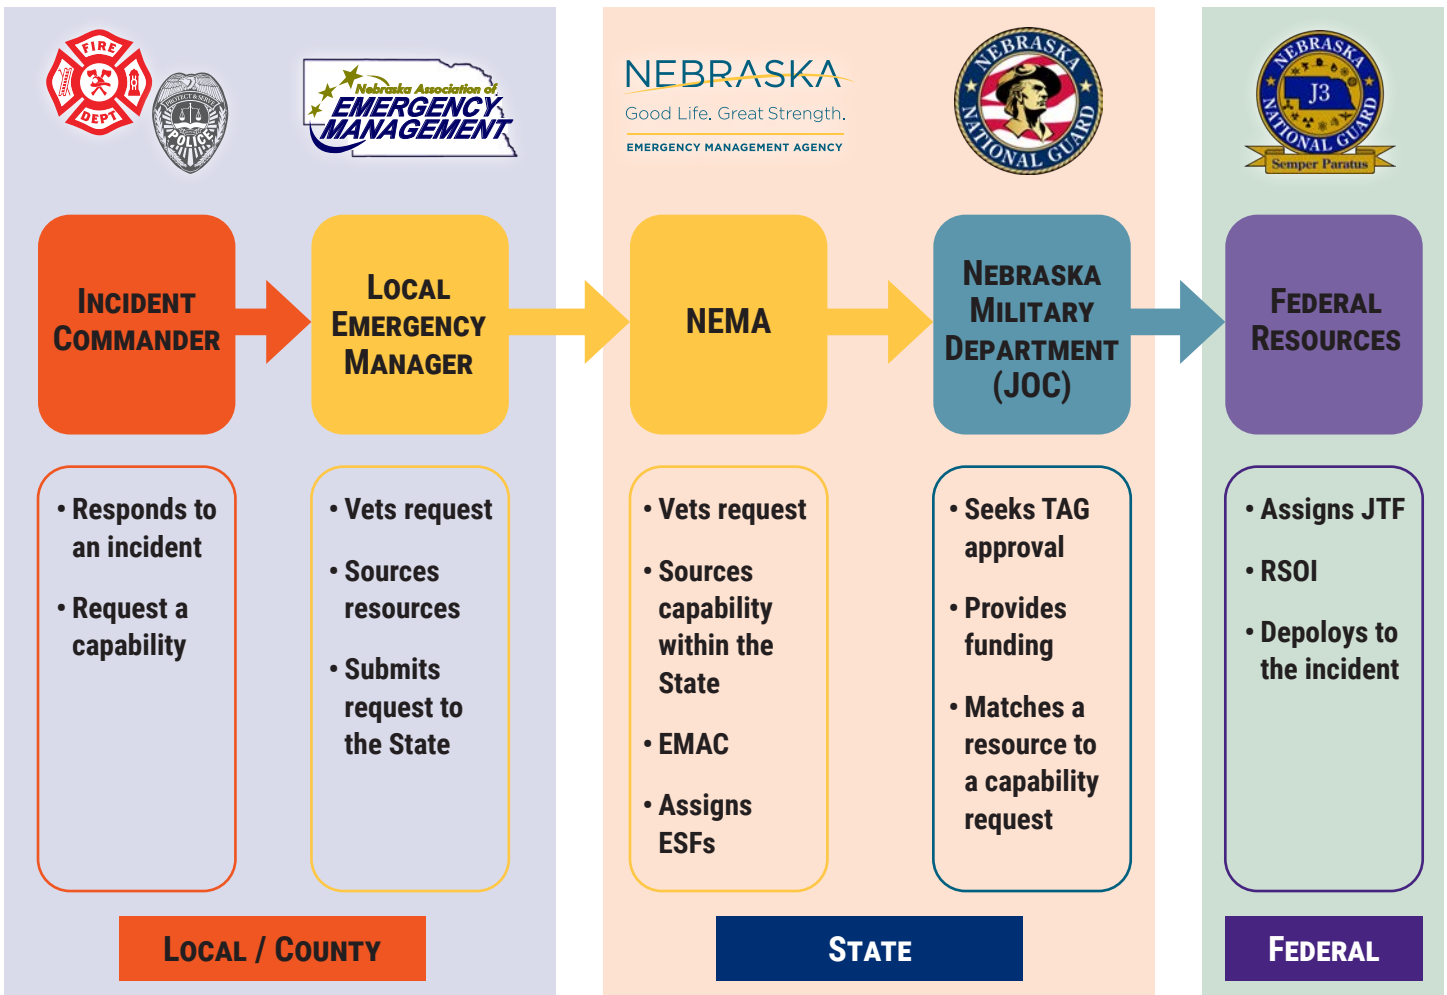 FIRE
DEPT
PROTECT & SERVE
POLICE
Nebraska Association of
EMERGENCY
MANAGEMENT
NEBRASKA
Good Life. Great Strength.
EMERGENCY MANAGEMENT AGENCY
NEBRASKA
NATIONAL GUARD
NEBRASKA
J3
NATIONAL GUARD
Semper Paratus
INCIDENT
COMMANDER
LOCAL
EMERGENCY
MANAGER
NEMA
NEBRASKA
MILITARY
DEPARTMENT
(JOC)
FEDERAL
RESOURCES
• Responds to
an incident
• Request a
capability
• Vets request
• Sources
resources
• Submits
request to
the State
• Vets request
• Sources
capability
within the
State
• EMAC
• Assigns
ESFs
• Seeks TAG
approval
• Provides
funding
• Matches a
resource to
a capability
request
• Assigns JTF
• RSOI
• Depoloys to
the incident
LOCAL / COUNTY
STATE
FEDERAL